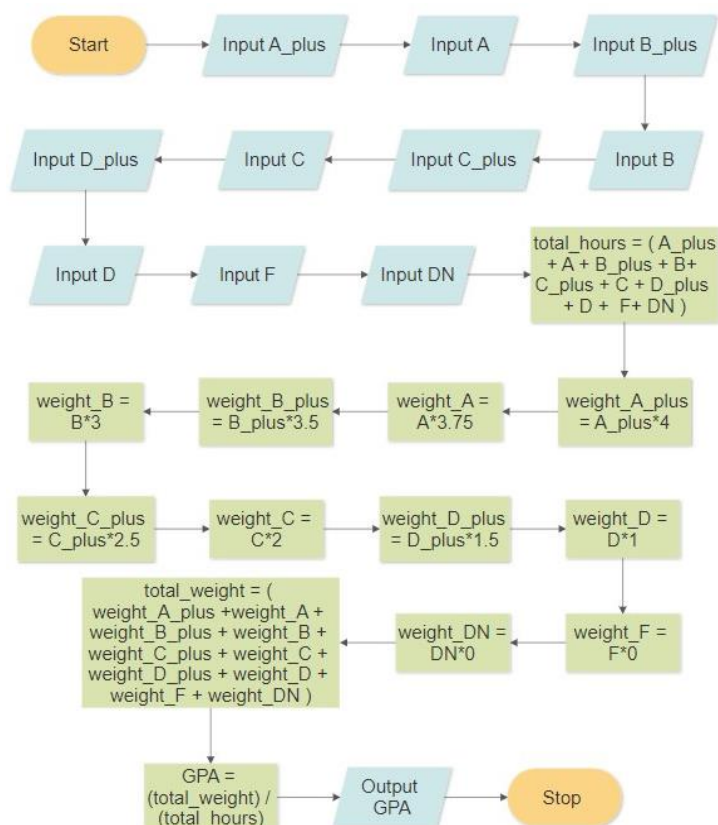 Start
Input A_plus
Input A
Input B_plus
Input B
Input C_plus
Input C
Input D_plus
Input D
Input F
Input DN
total_hours = ( A_plus
+ A + B_plus + B+
C_plus + C + D_plus
+ D + F+ DN )
weight_A_plus
= A_plus*4
weight_A =
A*3.75
weight_B_plus
= B_plus*3.5
weight_B =
B*3
weight_C_plus
= C_plus*2.5
weight_C =
C*2
weight_D_plus
= D_plus*1.5
weight_D =
D*1
weight_F =
F*0
weight_DN =
DN*0
total_weight = (
weight_A_plus +weight_A +
weight_B_plus + weight_B +
weight_C_plus + weight_C +
weight_D_plus + weight_D +
weight_F + weight_DN )
GPA =
(total_weight) /
(total_hours)
Output
GPA
Stop